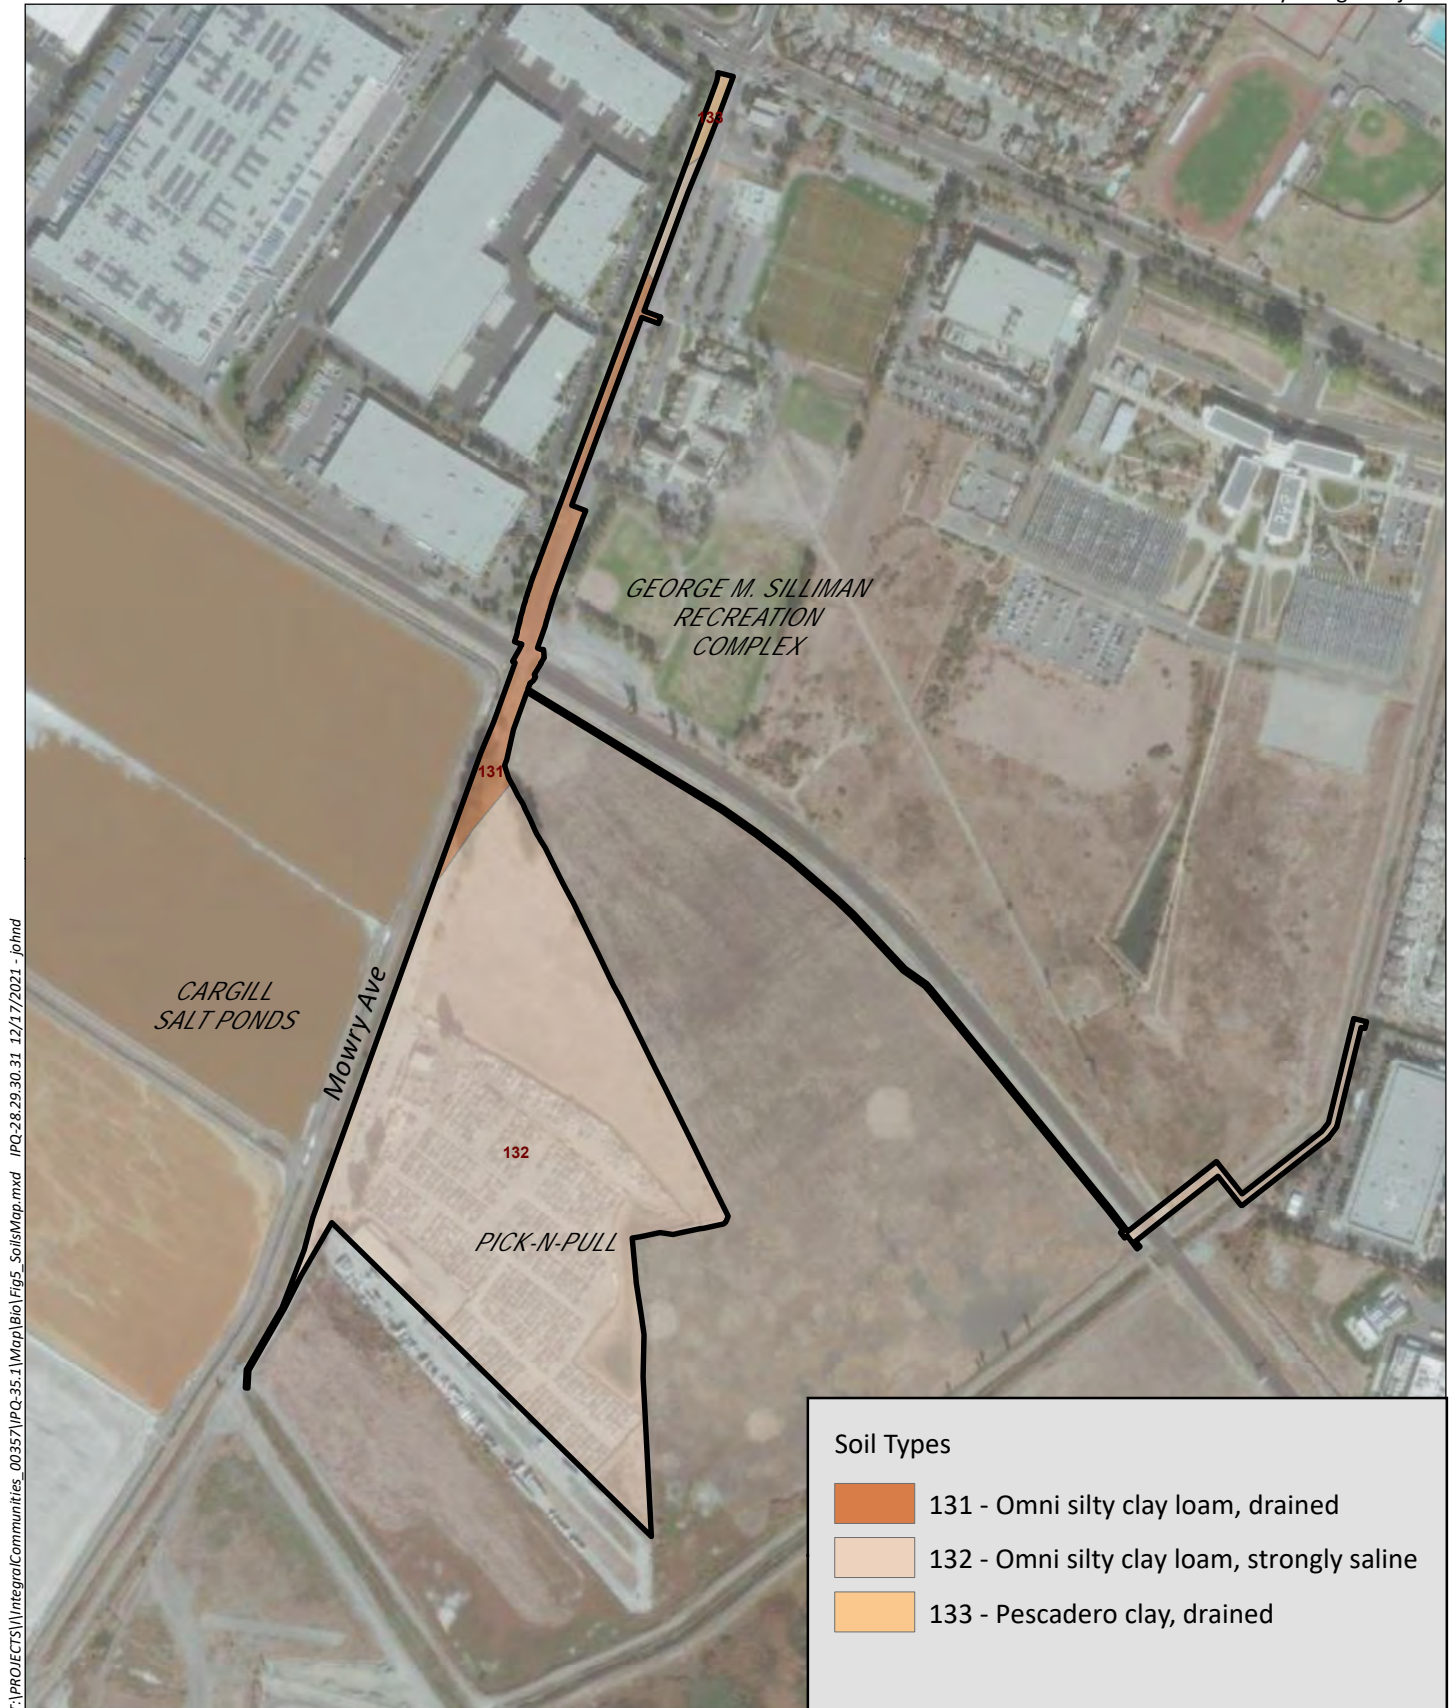 133
GEORGE M. SILLIMAN
RECREATION
COMPLEX
131
CARGILL
SALT PONDS
Mowry Ave
132
PICK-N-PULL
Soil Types
131 - Omni silty clay loam, drained
132 - Omni silty clay loam, strongly saline
133 - Pescadero clay, drained
:\PROJECTS\I\IntegralCommunities_00357\IPQ-35.1\Map\Bio\Fig5_SoilsMap.mxd IPQ-28.29.30.31 12/17/2021 - johnd